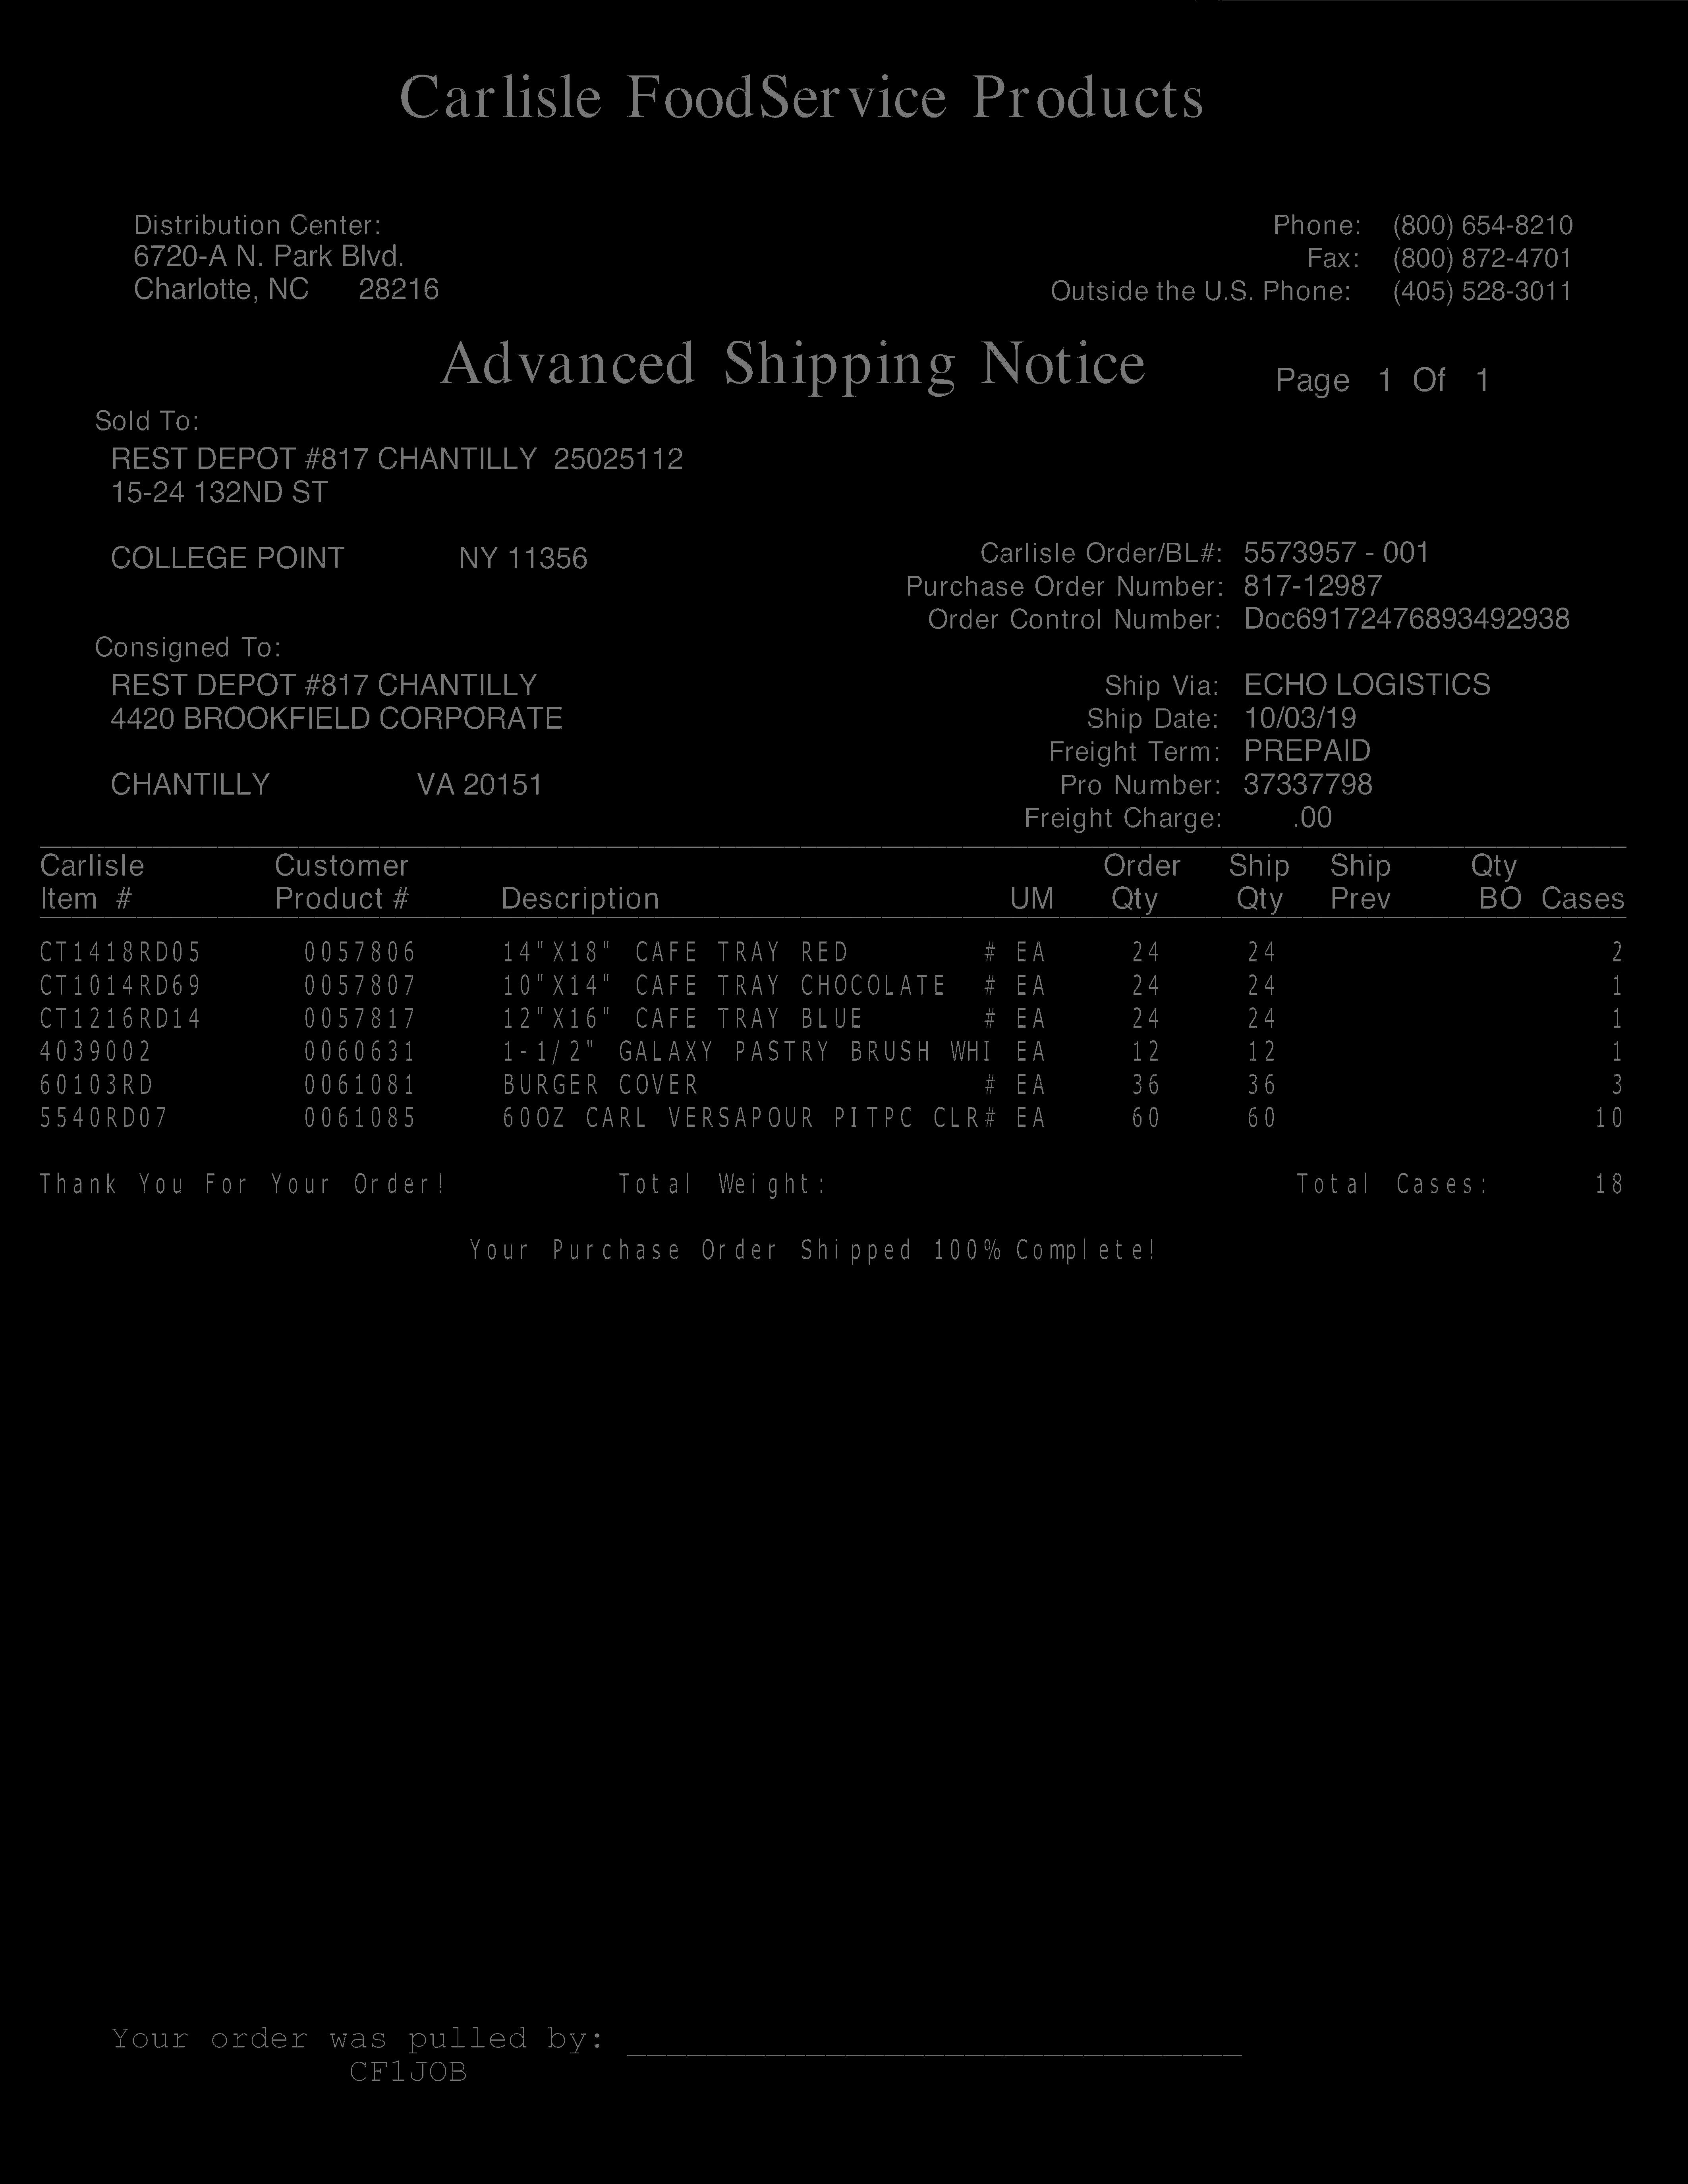 Carlisle FoodService Products
Distribution Center:
6720-A N. Park Blvd.
Charlotte, NC 28216
Phone: (800) 654-8210
Fax: (800) 872-4701
Outside the U.S. Phone: (405) 528-3011
Advanced Shipping Notice Page 1 Of 1
Sold To:
REST DEPOT #817 CHANTILLY 25025112
15-24 132ND ST
COLLEGE POINT NY 11356
Carlisle Order/BL#: 5573957 - 001
Purchase Order Number: 817-12987
Order Control Number: Doc69172476893492938
Consigned To:
REST DEPOT #817 CHANTILLY
4420 BROOKFIELD CORPORATE
CHANTILLY VA 20151
Ship Via: ECHO LOGISTICS
Ship Date: 10/03/19
Freight Term: PREPAID
Pro Number: 37337798
Freight Charge: .00
Carlisle Customer Order Ship Ship Qty
Item # Product # Description UM Qty Qty Prev BO Cases
CT1418RD05 0057806 14"X18" CAFE TRAY RED # EA 24 24 2
CT1014RD69 0057807 10"X14" CAFE TRAY CHOCOLATE # EA 24 24 1
CT1216RD14 0057817 12"X16" CAFE TRAY BLUE # EA 24 24 1
4039002 0060631 1-1/2" GALAXY PASTRY BRUSH WHI EA 12 12 1
60103RD 0061081 BURGER COVER # EA 36 36 3
5540RD07 0061085 60OZ CARL VERSAPOUR PITPC CLR# EA 60 60 10
Thank You For Your Order! Total Weight: Total Cases: 18
Your Purchase Order Shipped 100% Complete!
Your order was pulled by: _______________________________
CF1JOB